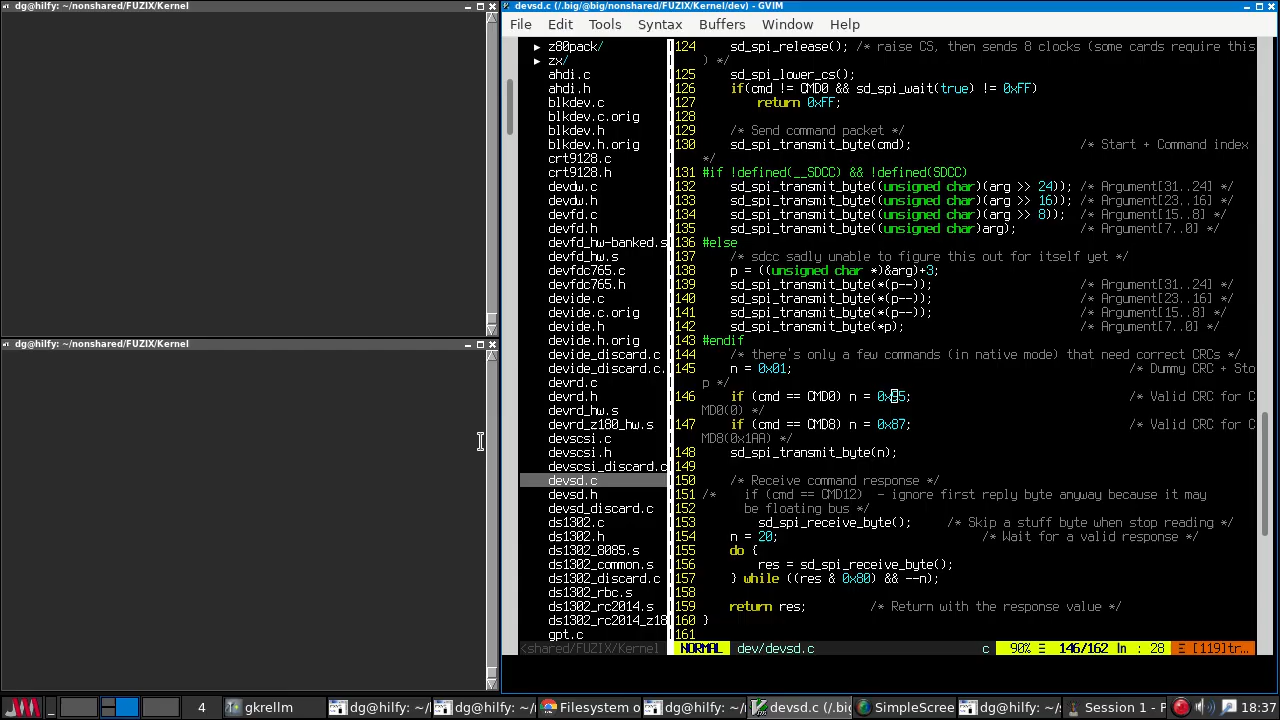 dg@hilfy: ~/nonshared/FUZIX/Kernel
dg@hilfy: ~/nonshared/FUZIX/Kernel
devsd.c (/.big/@big/nonshared/FUZIX/Kernel/dev) - GVIM
File Edit Tools Syntax Buffers Window Help
▸ z80pack/
▸ zx/
ahdi.c
ahdi.h
blkdev.c
blkdev.c.orig
blkdev.h
blkdev.h.orig
crt9128.c
crt9128.h
devdw.c
devdw.h
devfd.c
devfd.h
devfd_hw-banked.s
devfd_hw.s
devfdc765.c
devfdc765.h
devide.c
devide.c.orig
devide.h
devide.h.orig
devide_discard.c
devide_discard.c.
devrd.c
devrd.h
devrd_hw.s
devrd_z180_hw.s
devscsi.c
devscsi.h
devscsi_discard.c
devsd.c
devsd.h
devsd_discard.c
ds1302.c
ds1302.h
ds1302_8085.s
ds1302_common.s
ds1302_discard.c
ds1302_rbc.s
ds1302_rc2014.s
ds1302_rc2014_z18
gpt.c
<shared/FUZIX/Kernel
124 sd_spi_release(); /* raise CS, then sends 8 clocks (some cards require this
) */
125 sd_spi_lower_cs();
126 if(cmd != CMD0 && sd_spi_wait(true) != 0xFF)
127 return 0xFF;
128
129 /* Send command packet */
130 sd_spi_transmit_byte(cmd); /* Start + Command index
*/
131 #if !defined(__SDCC) && !defined(SDCC)
132 sd_spi_transmit_byte((unsigned char)(arg >> 24)); /* Argument[31..24] */
133 sd_spi_transmit_byte((unsigned char)(arg >> 16)); /* Argument[23..16] */
134 sd_spi_transmit_byte((unsigned char)(arg >> 8)); /* Argument[15..8] */
135 sd_spi_transmit_byte((unsigned char)arg); /* Argument[7..0] */
136 #else
137 /* sdcc sadly unable to figure this out for itself yet */
138 p = ((unsigned char *)&arg)+3;
139 sd_spi_transmit_byte(*(p--)); /* Argument[31..24] */
140 sd_spi_transmit_byte(*(p--)); /* Argument[23..16] */
141 sd_spi_transmit_byte(*(p--)); /* Argument[15..8] */
142 sd_spi_transmit_byte(*p); /* Argument[7..0] */
143 #endif
144 /* there's only a few commands (in native mode) that need correct CRCs */
145 n = 0x01; /* Dummy CRC + Sto
p */
146 if (cmd == CMD0) n = 0x95; /* Valid CRC for C
MD0(0) */
147 if (cmd == CMD8) n = 0x87; /* Valid CRC for C
MD8(0x1AA) */
148 sd_spi_transmit_byte(n);
149
150 /* Receive command response */
151 /* if (cmd == CMD12) - ignore first reply byte anyway because it may
152 be floating bus */
153 sd_spi_receive_byte(); /* Skip a stuff byte when stop reading */
154 n = 20; /* Wait for a valid response */
155 do {
156 res = sd_spi_receive_byte();
157 } while ((res & 0x80) && --n);
158
159 return res; /* Return with the response value */
160 }
161
NORMAL dev/devsd.c c 90% Ξ 146/162 ln : 28 Ξ [119]tr…
4 gkrellm dg@hilfy: ~/ dg@hilfy: ~/ Filesystem o dg@hilfy: ~/ devsd.c (/.big SimpleScree dg@hilfy: ~/ Session 1 - F 18:37